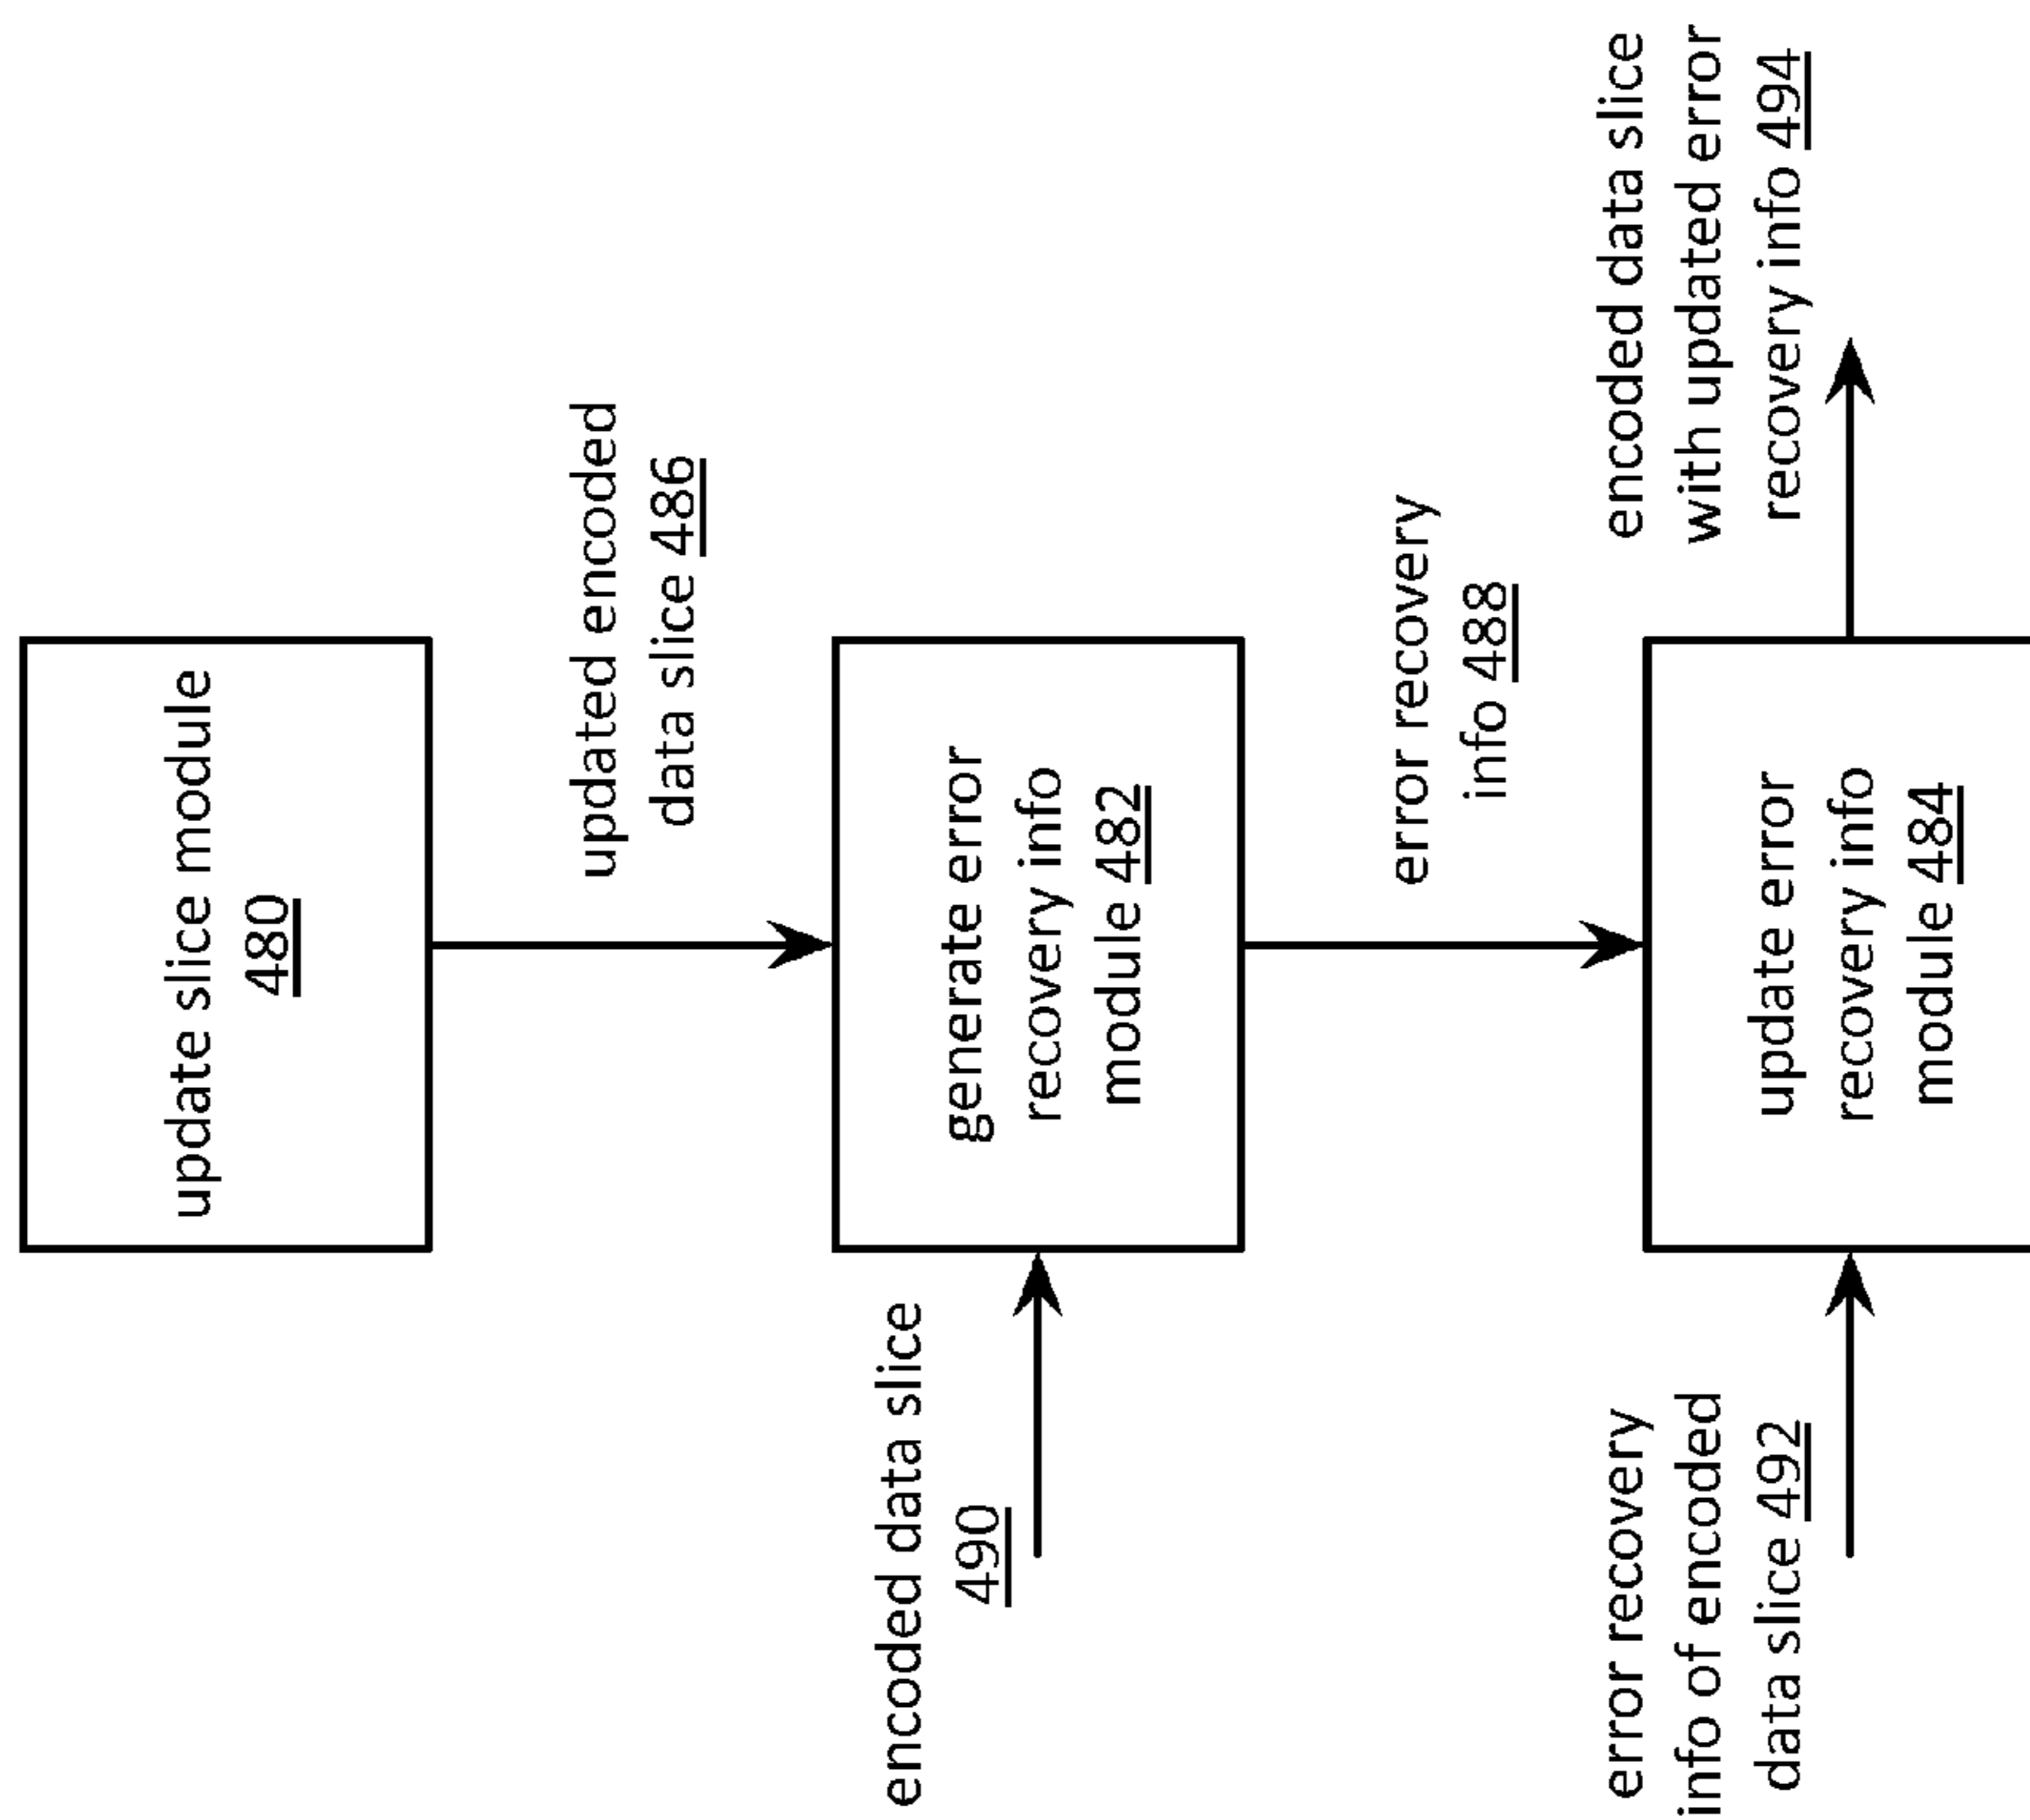 update slice module
480
updated encoded
data slice 486
encoded data slice
490
generate error
recovery info
module 482
error recovery
info 488
error recovery
info of encoded
data slice 492
update error
recovery info
module 484
encoded data slice
with updated error
recovery info 494